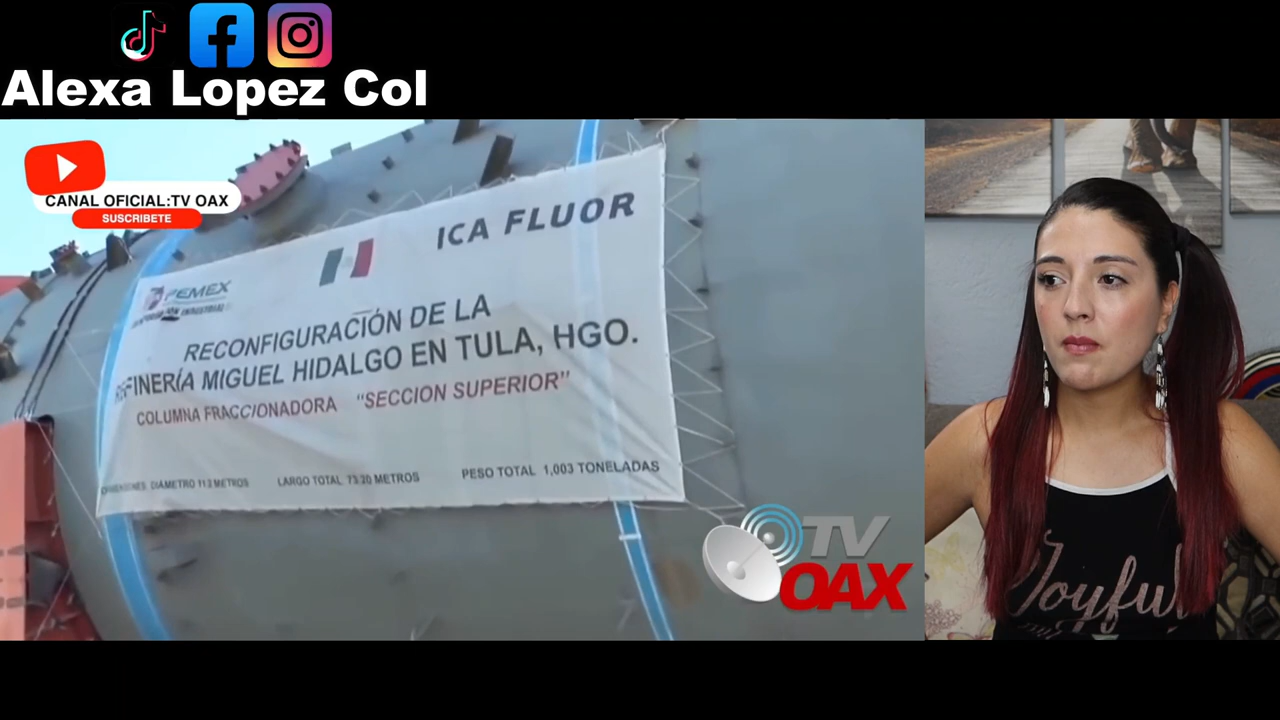 Alexa Lopez Col
CANAL OFICIAL:TV OAX
SUSCRIBETE
ICA FLUOR
PEMEX
RECONFIGURACIÓN DE LA
REFINERÍA MIGUEL HIDALGO EN TULA, HGO.
COLUMNA FRACCIONADORA "SECCION SUPERIOR"
LARGO TOTAL 73.20 METROS PESO TOTAL 1,003 TONELADAS
TV
OAX
Joyful